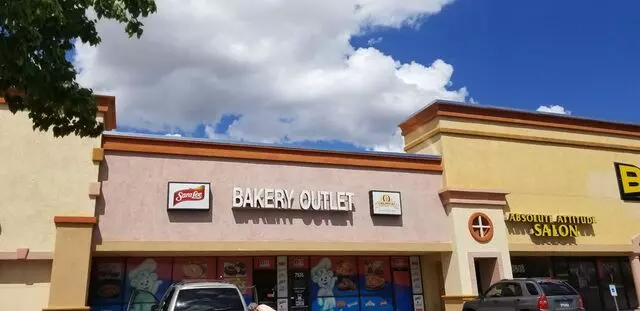 Sara Lee
BAKERY OUTLET
ABSOLUTE ATTITUDE
SALON
B